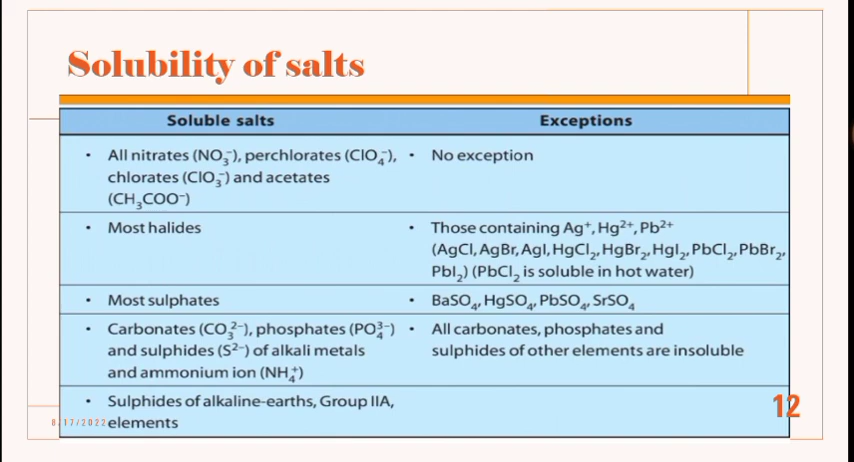 Solubility of salts
Soluble salts Exceptions
• All nitrates (NO₃⁻), perchlorates (ClO₄⁻), • No exception
chlorates (ClO₃⁻) and acetates
(CH₃COO⁻)
• Most halides • Those containing Ag⁺, Hg²⁺, Pb²⁺
(AgCl, AgBr, AgI, HgCl₂, HgBr₂, HgI₂, PbCl₂, PbBr₂,
PbI₂) (PbCl₂ is soluble in hot water)
• Most sulphates • BaSO₄, HgSO₄, PbSO₄, SrSO₄
• Carbonates (CO₃²⁻), phosphates (PO₄³⁻) • All carbonates, phosphates and
and sulphides (S²⁻) of alkali metals sulphides of other elements are insoluble
and ammonium ion (NH₄⁺)
• Sulphides of alkaline-earths, Group IIA,
elements
8/17/2022
12